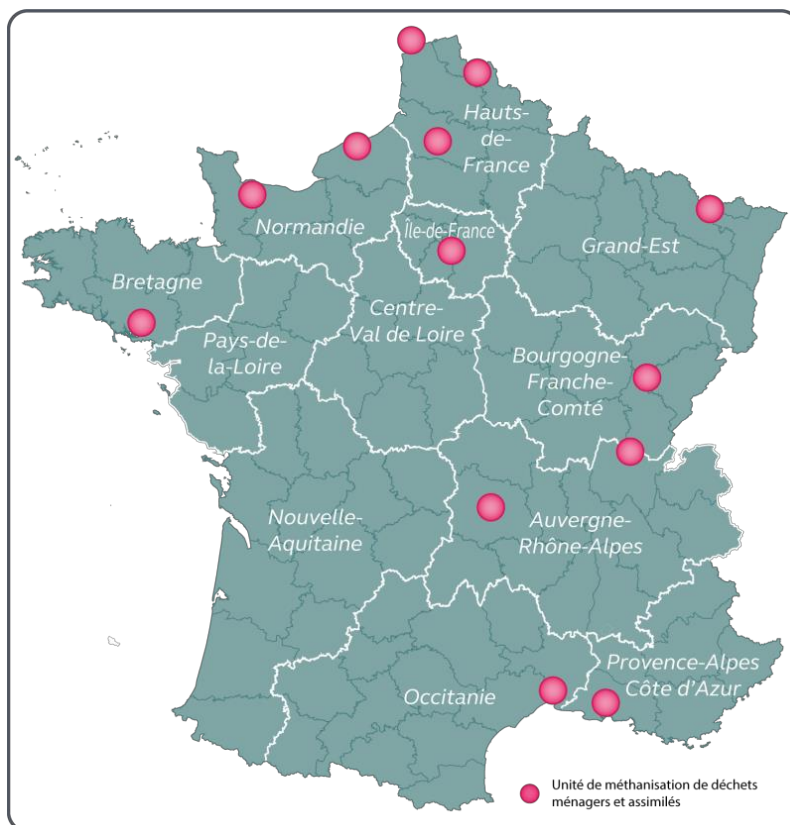 Hauts-
de-
France
Normandie
Île-de-France
Grand-Est
Bretagne
Centre-
Val de Loire
Pays-de-
la-Loire
Bourgogne-
Franche-
Comté
Nouvelle-
Aquitaine
Auvergne-
Rhône-Alpes
Provence-Alpes
Côte d'Azur
Occitanie
Unité de méthanisation de déchets
ménagers et assimilés